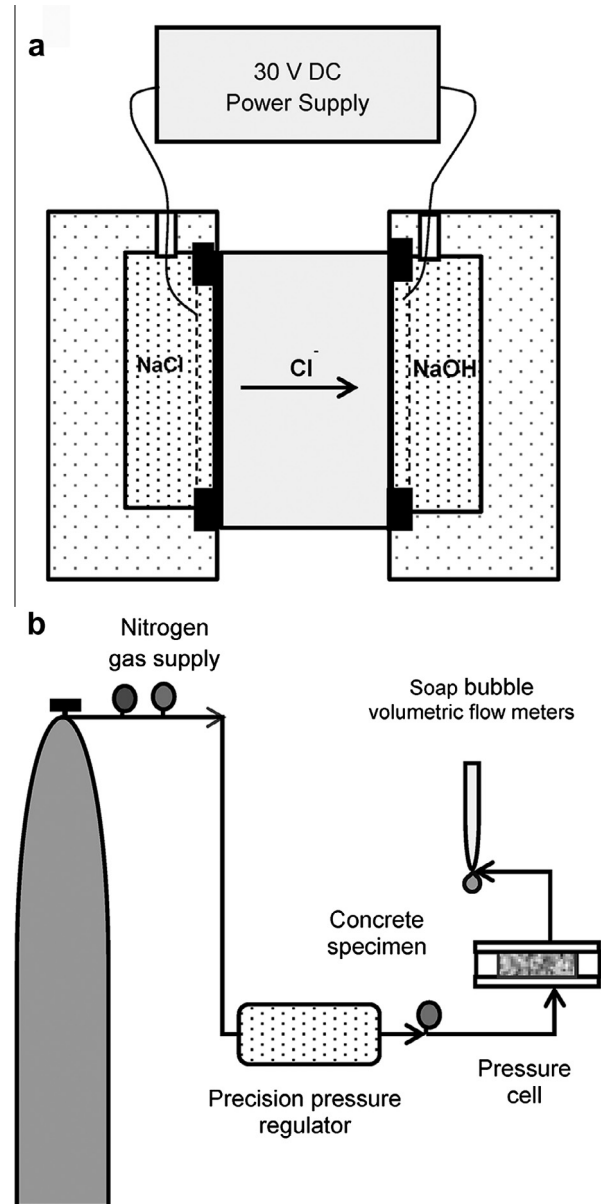 a
30 V DC
Power Supply
NaCl
Cl-
NaOH
b
Nitrogen
gas supply
Soap bubble
volumetric flow meters
Concrete
specimen
Precision pressure
regulator
Pressure
cell